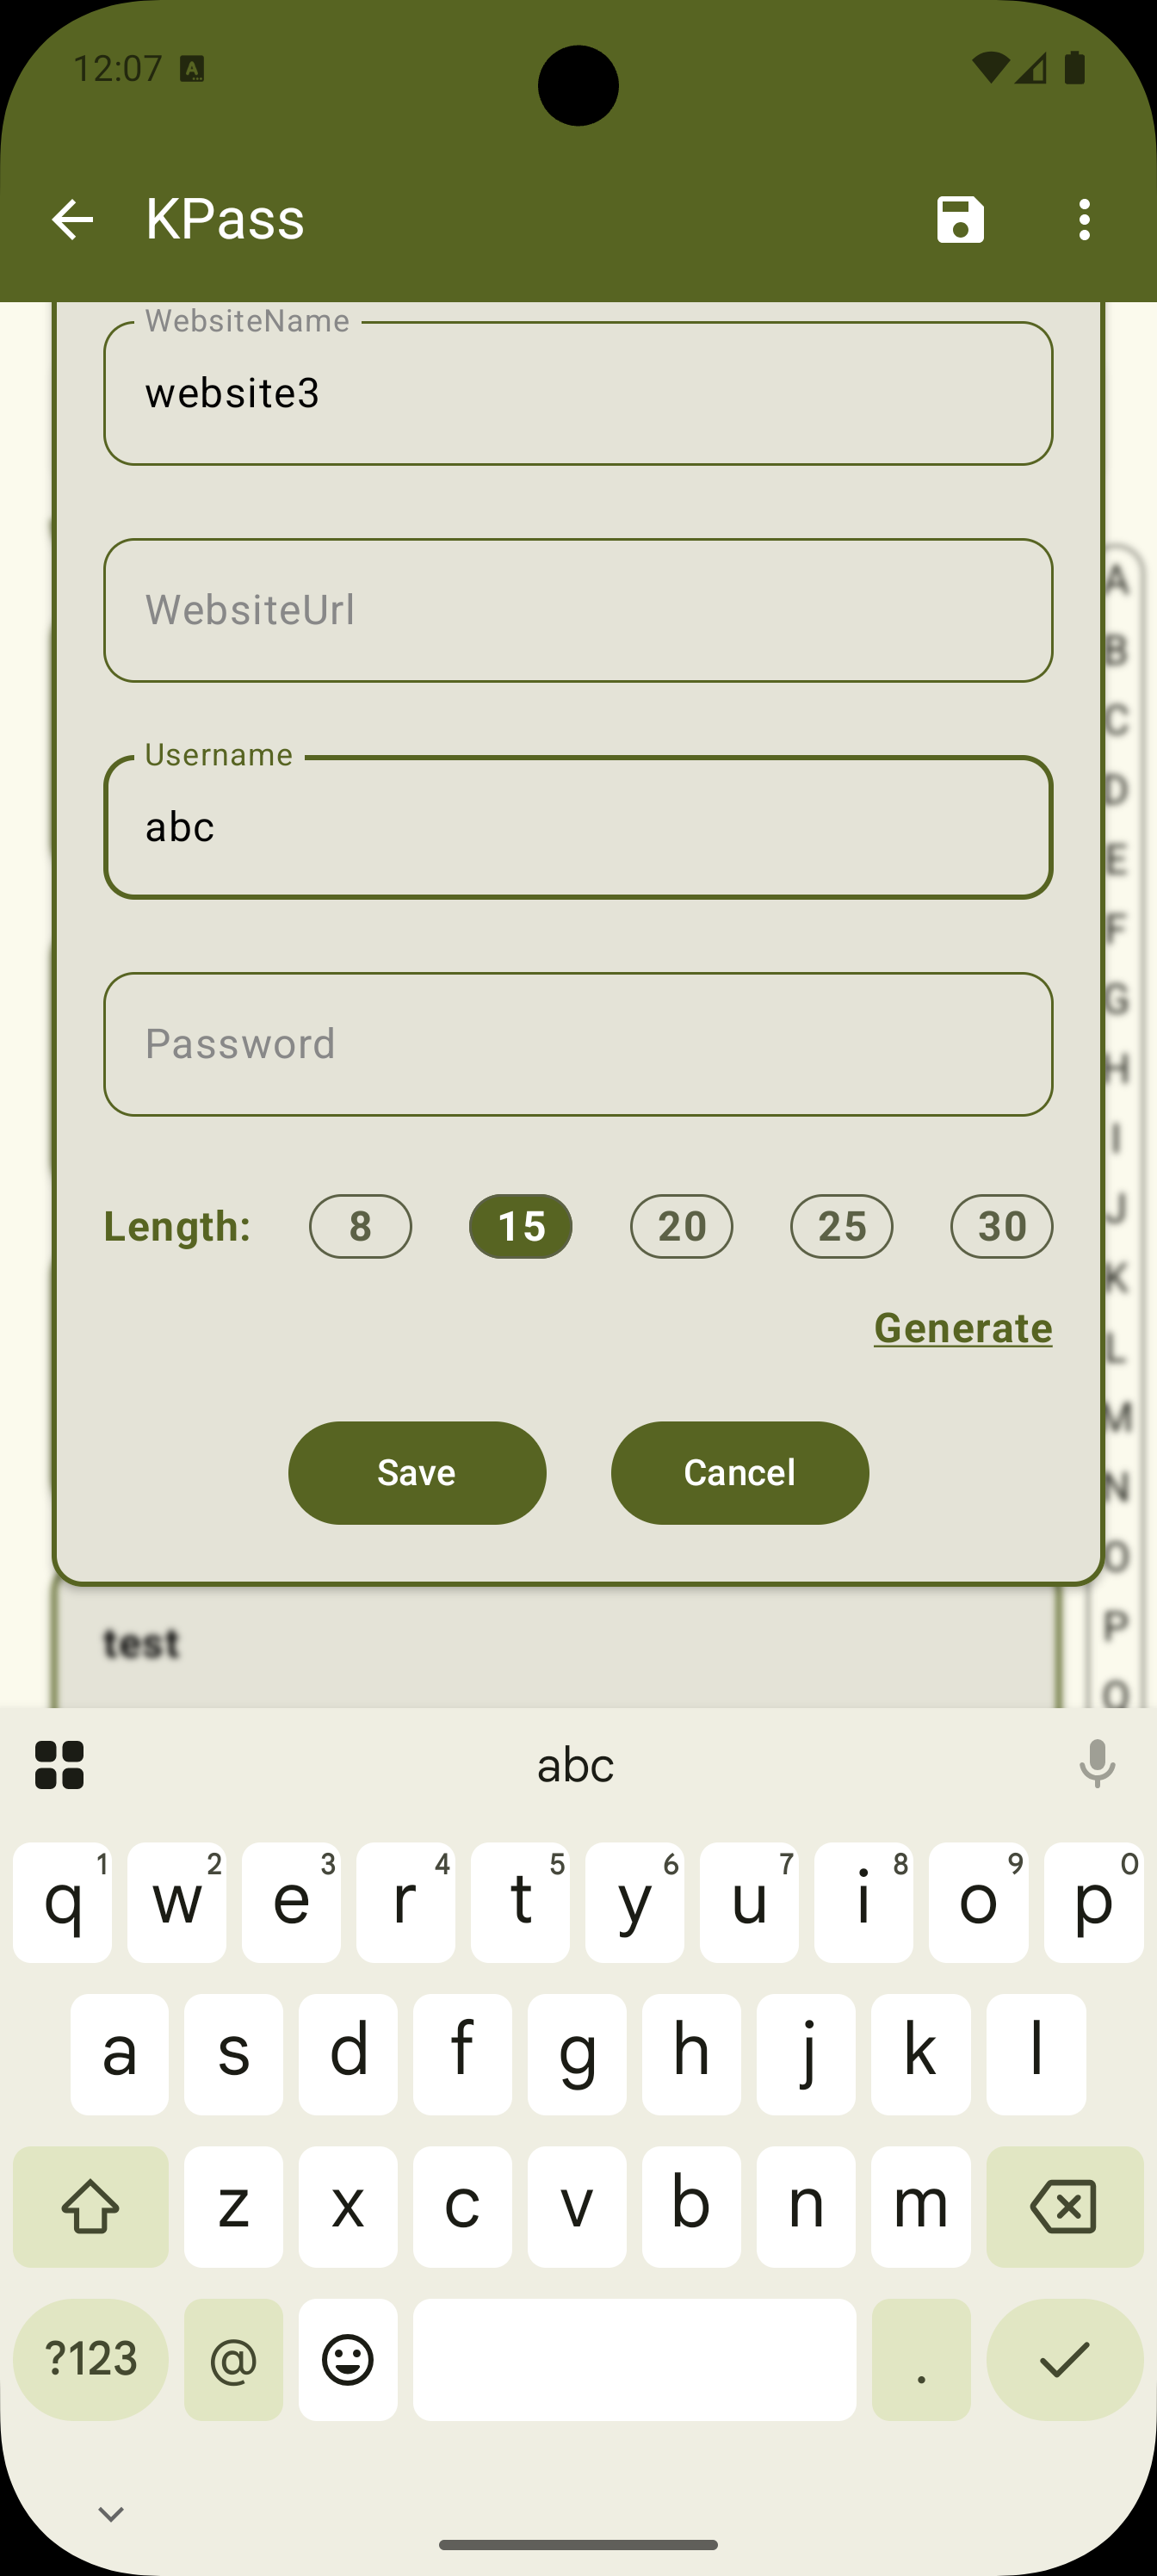 12:07
KPass
WebsiteName
website3
WebsiteUrl
Username
abc
Password
Length: 8 15 20 25 30
Generate
Save Cancel
test
A
B
C
D
E
F
G
H
I
J
K
L
M
N
O
P
Q
abc
q1 w2 e3 r4 t5 y6 u7 i8 o9 p0
a s d f g h j k l
z x c v b n m
?123 @ .